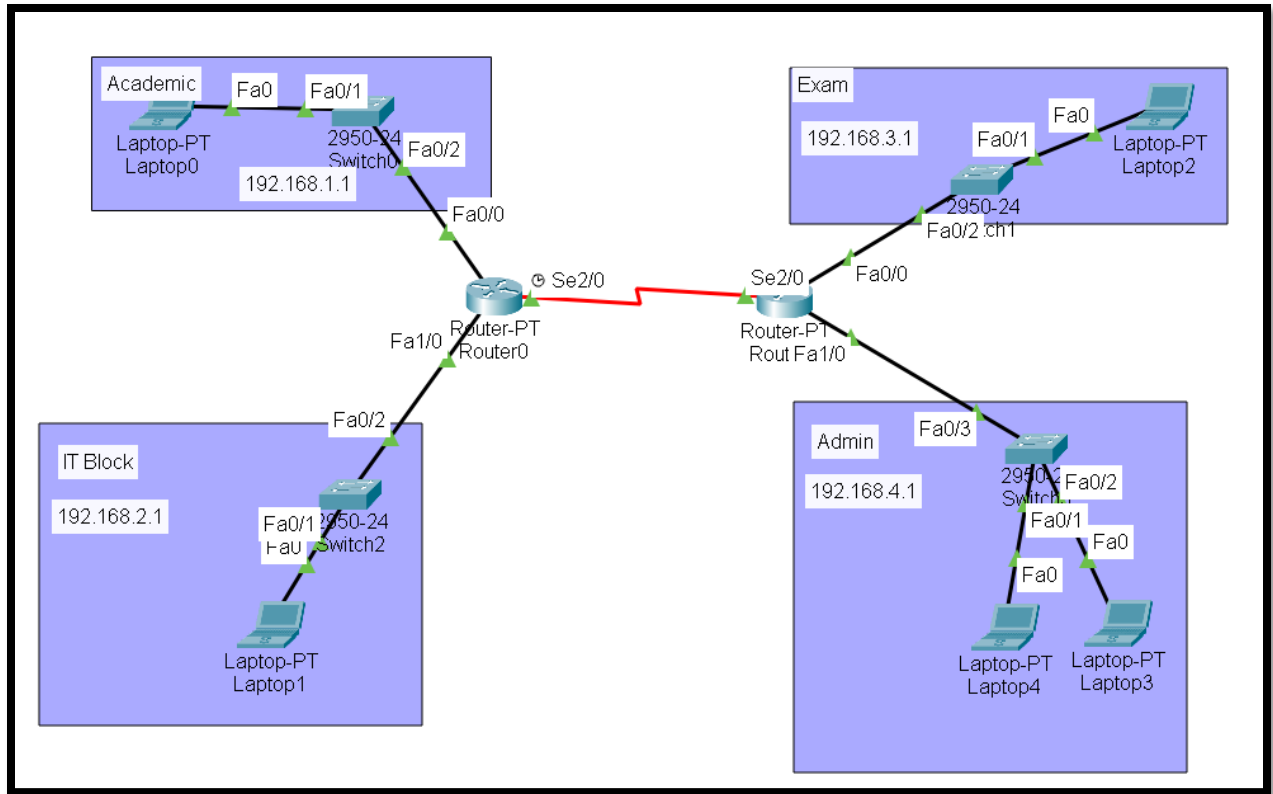 Academic
Fa0
Fa0/1
Laptop-PT
Laptop0
2950-24
Switch0
Fa0/2
192.168.1.1
Fa0/0
Exam
192.168.3.1
Fa0
Fa0/1
Laptop-PT
Laptop2
2950-24
Fa0/2
Fa0/0
Se2/0
Se2/0
Router-PT
Router0
Fa1/0
Router-PT
Rout
Fa1/0
Fa0/2
IT Block
192.168.2.1
Fa0/1
Fa0
2950-24
Switch2
Laptop-PT
Laptop1
Fa0/3
Admin
192.168.4.1
Fa0/2
Fa0/1
Fa0
Fa0
Laptop-PT
Laptop4
Laptop-PT
Laptop3